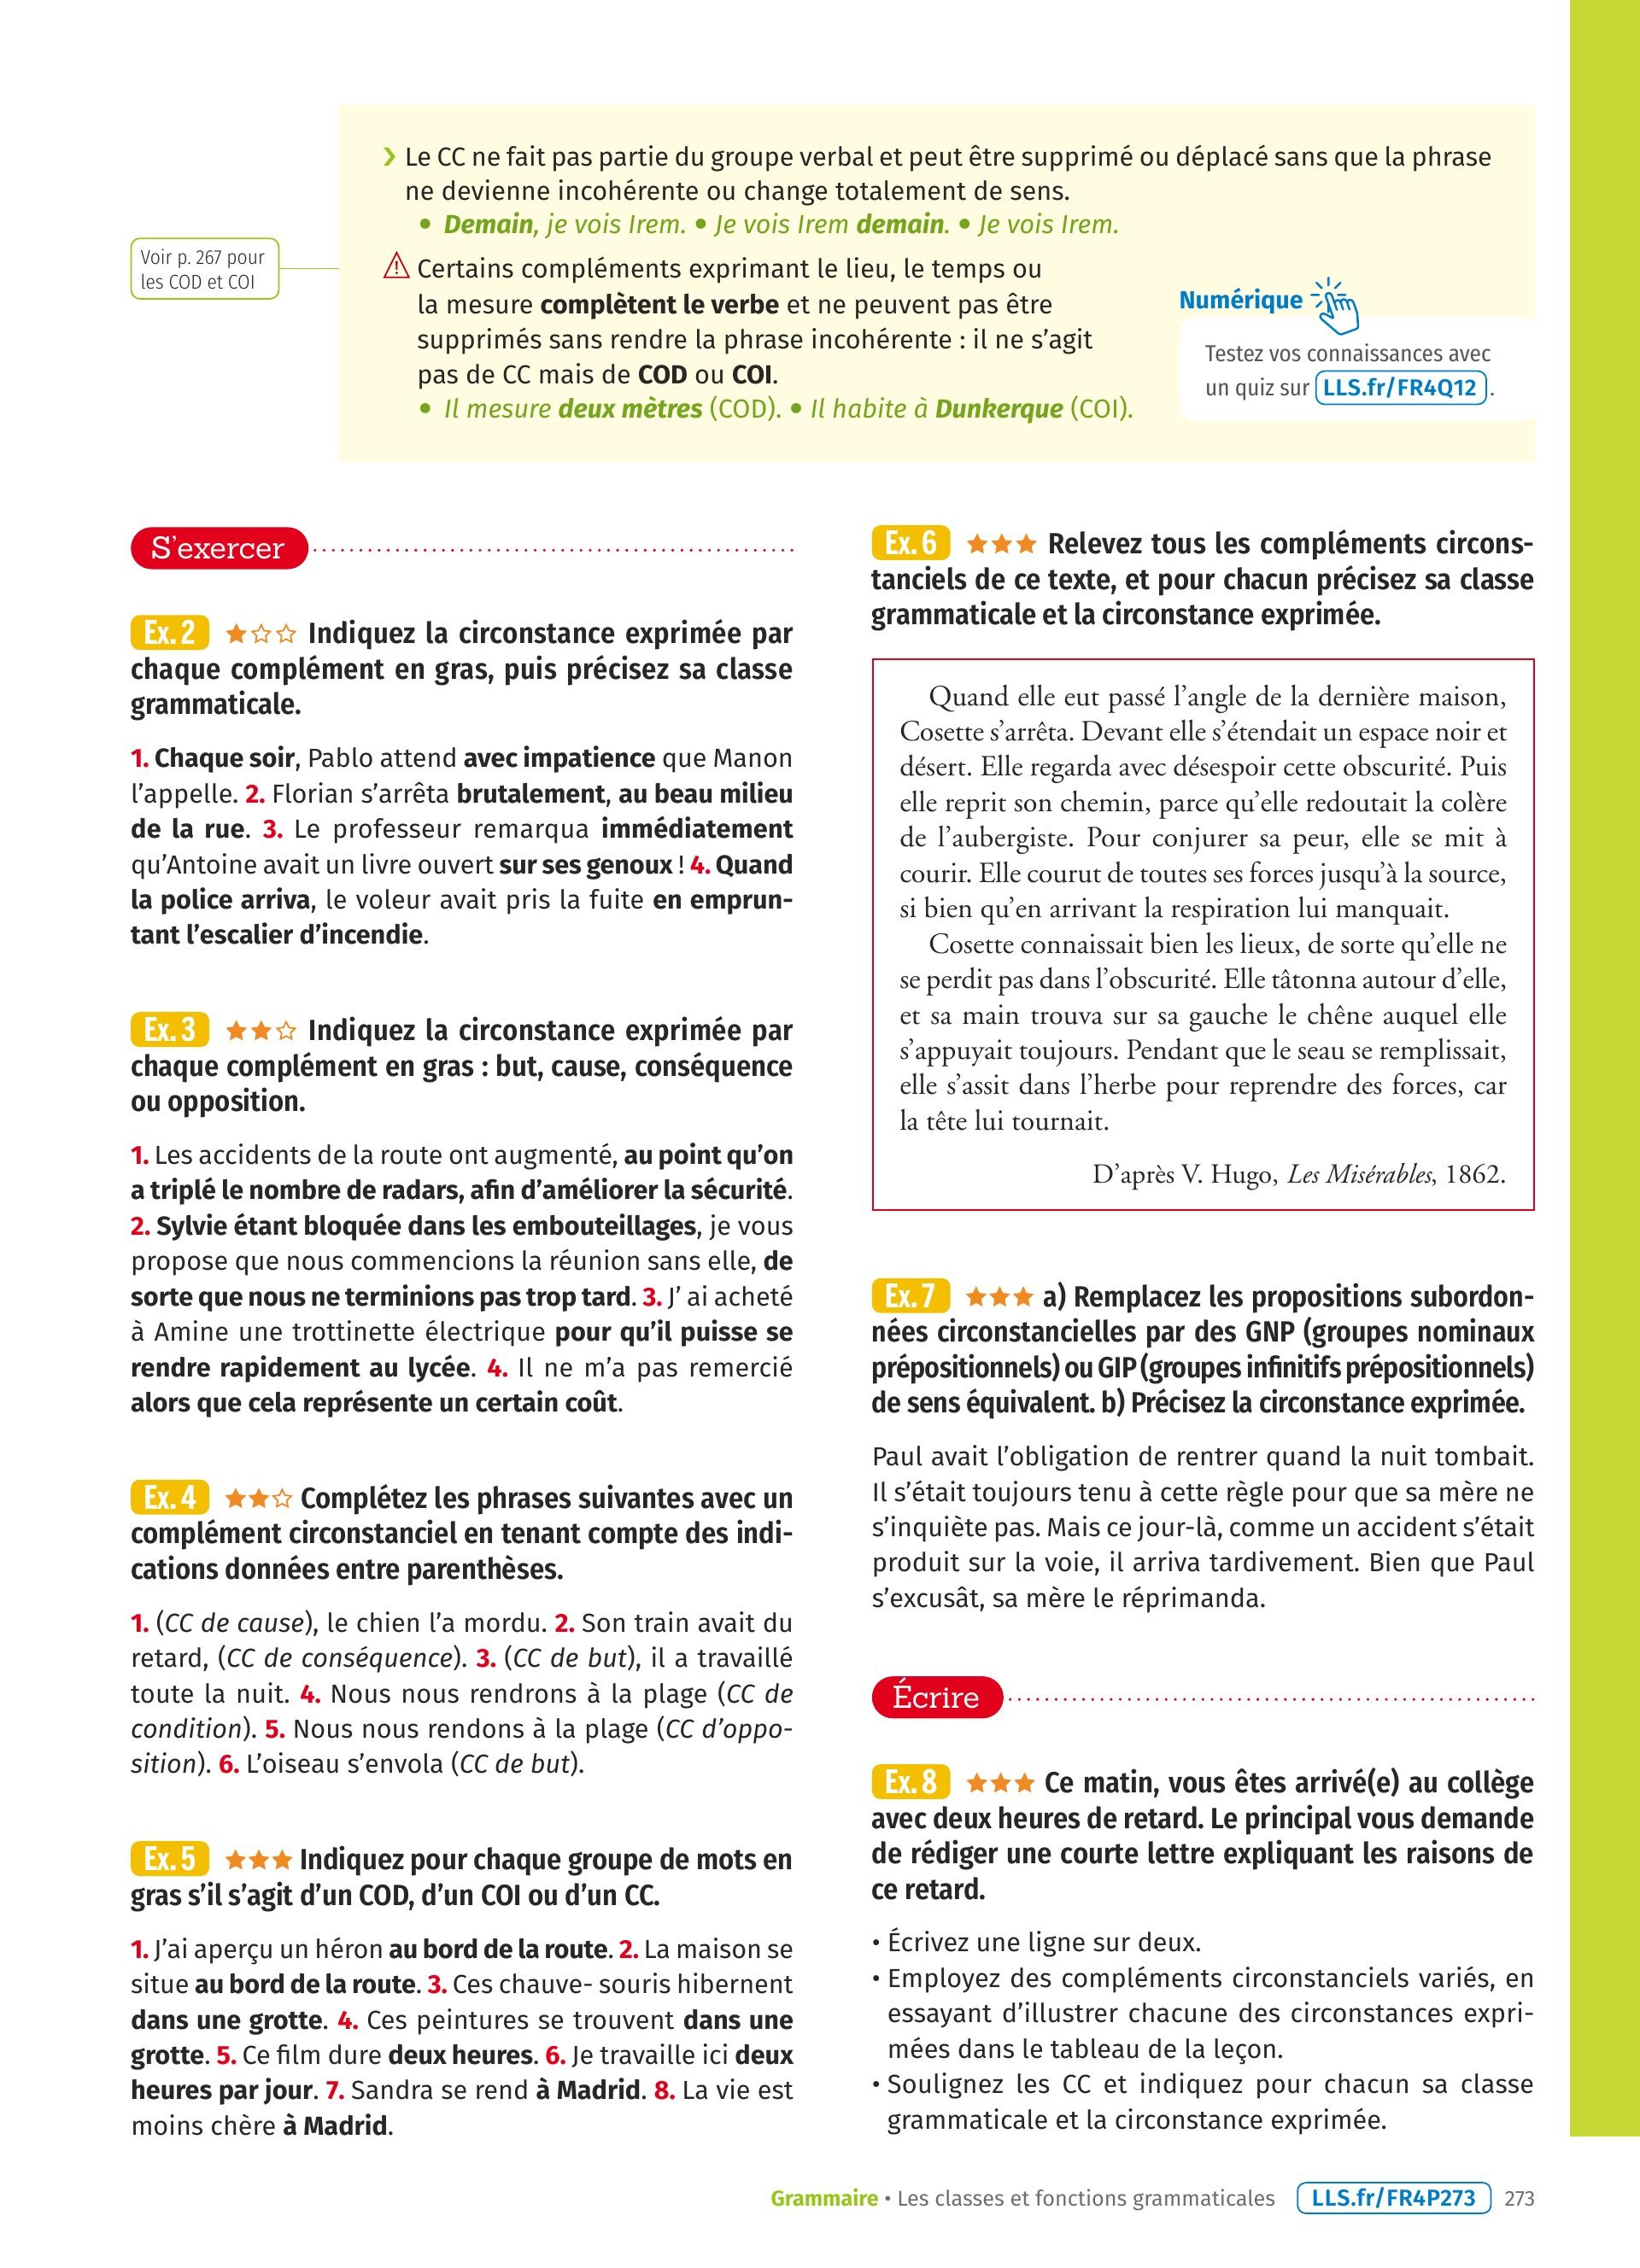 › Le CC ne fait pas partie du groupe verbal et peut être supprimé ou déplacé sans que la phrase
ne devienne incohérente ou change totalement de sens.
• Demain, je vois Irem. • Je vois Irem demain. • Je vois Irem.
Voir p. 267 pour
les COD et COI
Certains compléments exprimant le lieu, le temps ou
la mesure complètent le verbe et ne peuvent pas être
supprimés sans rendre la phrase incohérente : il ne s’agit
pas de CC mais de COD ou COI.
• Il mesure deux mètres (COD). • Il habite à Dunkerque (COI).
Numérique
Testez vos connaissances avec
un quiz sur LLS.fr/FR4Q12.
S’exercer
Ex. 2 ★☆☆ Indiquez la circonstance exprimée par
chaque complément en gras, puis précisez sa classe
grammaticale.
1. Chaque soir, Pablo attend avec impatience que Manon
l’appelle. 2. Florian s’arrêta brutalement, au beau milieu
de la rue. 3. Le professeur remarqua immédiatement
qu’Antoine avait un livre ouvert sur ses genoux ! 4. Quand
la police arriva, le voleur avait pris la fuite en emprun-
tant l’escalier d’incendie.
Ex. 3 ★★☆ Indiquez la circonstance exprimée par
chaque complément en gras : but, cause, conséquence
ou opposition.
1. Les accidents de la route ont augmenté, au point qu’on
a triplé le nombre de radars, afin d’améliorer la sécurité.
2. Sylvie étant bloquée dans les embouteillages, je vous
propose que nous commencions la réunion sans elle, de
sorte que nous ne terminions pas trop tard. 3. J’ ai acheté
à Amine une trottinette électrique pour qu’il puisse se
rendre rapidement au lycée. 4. Il ne m’a pas remercié
alors que cela représente un certain coût.
Ex. 4 ★★☆ Complétez les phrases suivantes avec un
complément circonstanciel en tenant compte des indi-
cations données entre parenthèses.
1. (CC de cause), le chien l’a mordu. 2. Son train avait du
retard, (CC de conséquence). 3. (CC de but), il a travaillé
toute la nuit. 4. Nous nous rendrons à la plage (CC de
condition). 5. Nous nous rendons à la plage (CC d’oppo-
sition). 6. L’oiseau s’envola (CC de but).
Ex. 5 ★★★ Indiquez pour chaque groupe de mots en
gras s’il s’agit d’un COD, d’un COI ou d’un CC.
1. J’ai aperçu un héron au bord de la route. 2. La maison se
situe au bord de la route. 3. Ces chauve- souris hibernent
dans une grotte. 4. Ces peintures se trouvent dans une
grotte. 5. Ce film dure deux heures. 6. Je travaille ici deux
heures par jour. 7. Sandra se rend à Madrid. 8. La vie est
moins chère à Madrid.
Ex. 6 ★★★ Relevez tous les compléments circons-
tanciels de ce texte, et pour chacun précisez sa classe
grammaticale et la circonstance exprimée.
Quand elle eut passé l’angle de la dernière maison,
Cosette s’arrêta. Devant elle s’étendait un espace noir et
désert. Elle regarda avec désespoir cette obscurité. Puis
elle reprit son chemin, parce qu’elle redoutait la colère
de l’aubergiste. Pour conjurer sa peur, elle se mit à
courir. Elle courut de toutes ses forces jusqu’à la source,
si bien qu’en arrivant la respiration lui manquait.
Cosette connaissait bien les lieux, de sorte qu’elle ne
se perdit pas dans l’obscurité. Elle tâtonna autour d’elle,
et sa main trouva sur sa gauche le chêne auquel elle
s’appuyait toujours. Pendant que le seau se remplissait,
elle s’assit dans l’herbe pour reprendre des forces, car
la tête lui tournait.
D’après V. Hugo, Les Misérables, 1862.
Ex. 7 ★★★ a) Remplacez les propositions subordon-
nées circonstancielles par des GNP (groupes nominaux
prépositionnels) ou GIP (groupes infinitifs prépositionnels)
de sens équivalent. b) Précisez la circonstance exprimée.
Paul avait l’obligation de rentrer quand la nuit tombait.
Il s’était toujours tenu à cette règle pour que sa mère ne
s’inquiète pas. Mais ce jour-là, comme un accident s’était
produit sur la voie, il arriva tardivement. Bien que Paul
s’excusât, sa mère le réprimanda.
Écrire
Ex. 8 ★★★ Ce matin, vous êtes arrivé(e) au collège
avec deux heures de retard. Le principal vous demande
de rédiger une courte lettre expliquant les raisons de
ce retard.
• Écrivez une ligne sur deux.
• Employez des compléments circonstanciels variés, en
essayant d’illustrer chacune des circonstances expri-
mées dans le tableau de la leçon.
• Soulignez les CC et indiquez pour chacun sa classe
grammaticale et la circonstance exprimée.
Grammaire • Les classes et fonctions grammaticales LLS.fr/FR4P273 273